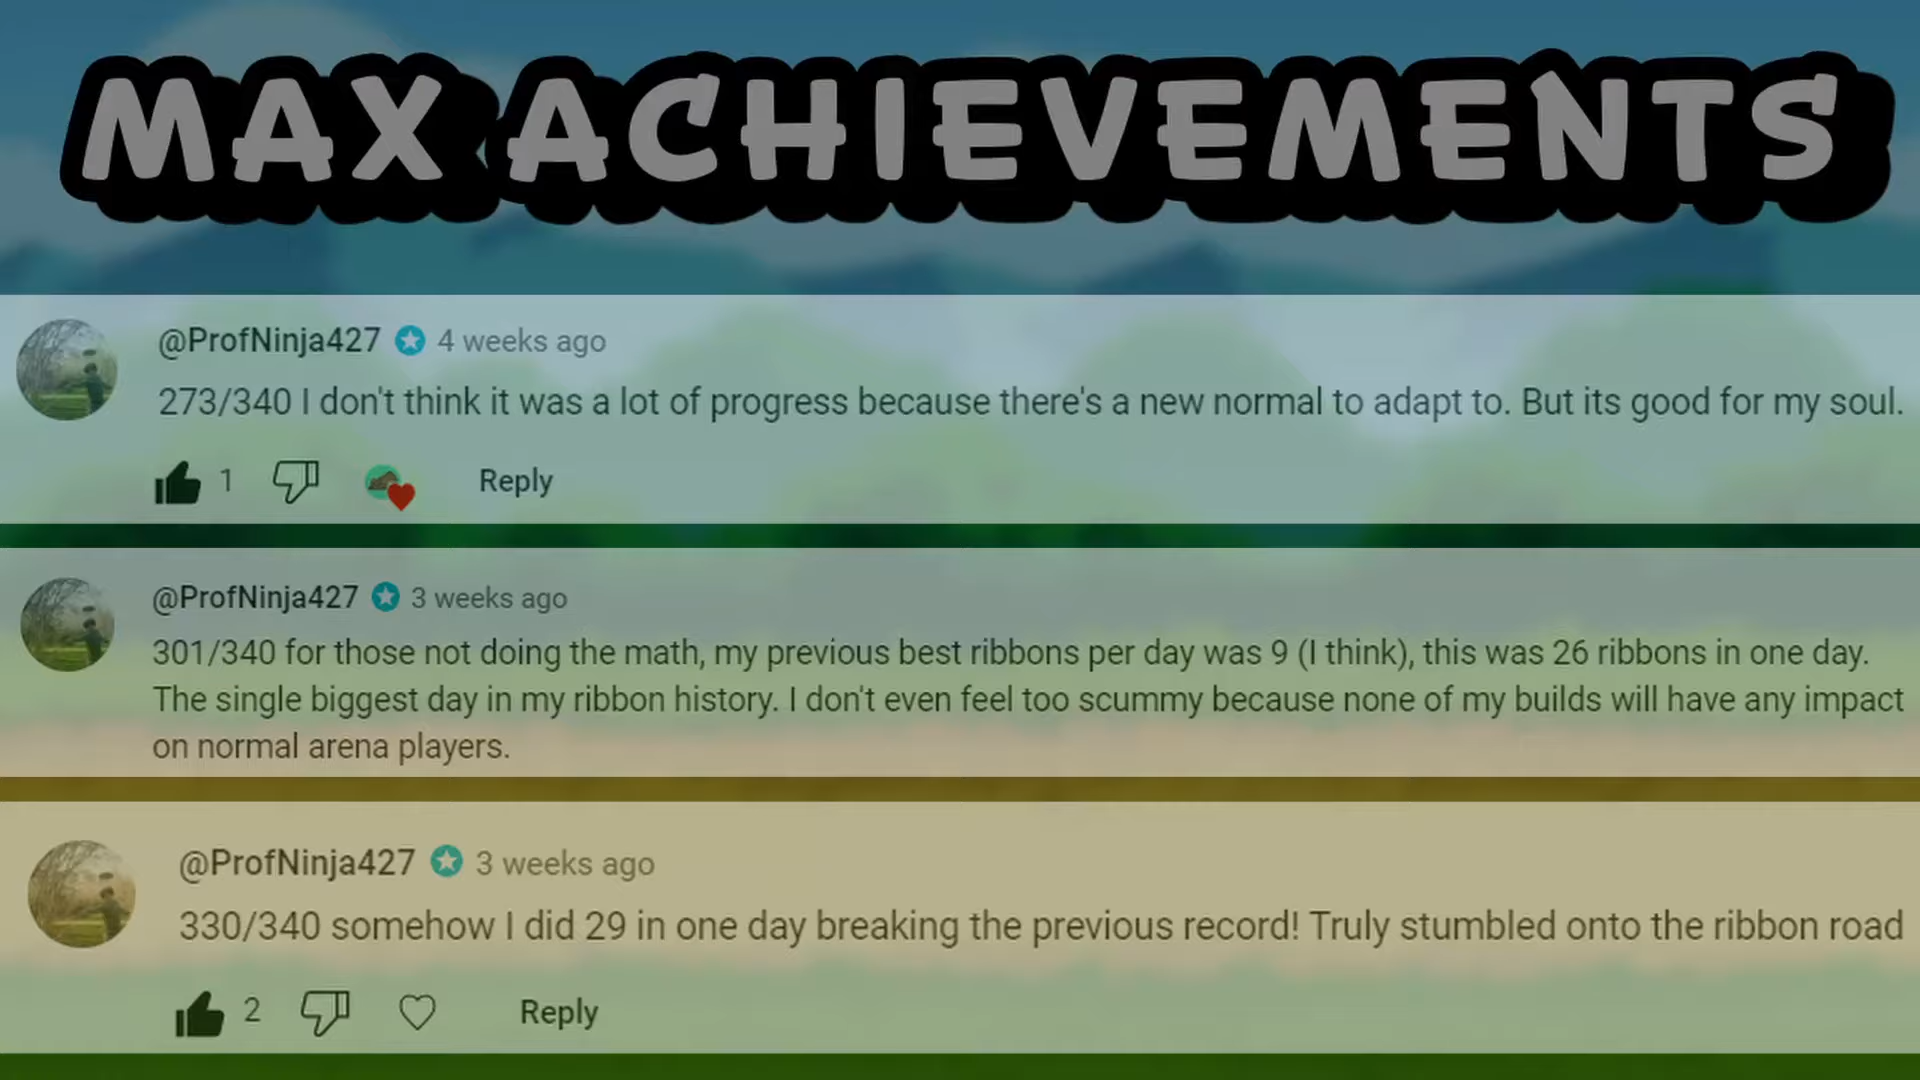 MAX ACHIEVEMENTS
@ProfNinja427 4 weeks ago
273/340 I don't think it was a lot of progress because there's a new normal to adapt to. But its good for my soul.
1 Reply
@ProfNinja427 3 weeks ago
301/340 for those not doing the math, my previous best ribbons per day was 9 (I think), this was 26 ribbons in one day.
The single biggest day in my ribbon history. I don't even feel too scummy because none of my builds will have any impact
on normal arena players.
@ProfNinja427 3 weeks ago
330/340 somehow I did 29 in one day breaking the previous record! Truly stumbled onto the ribbon road
2 Reply